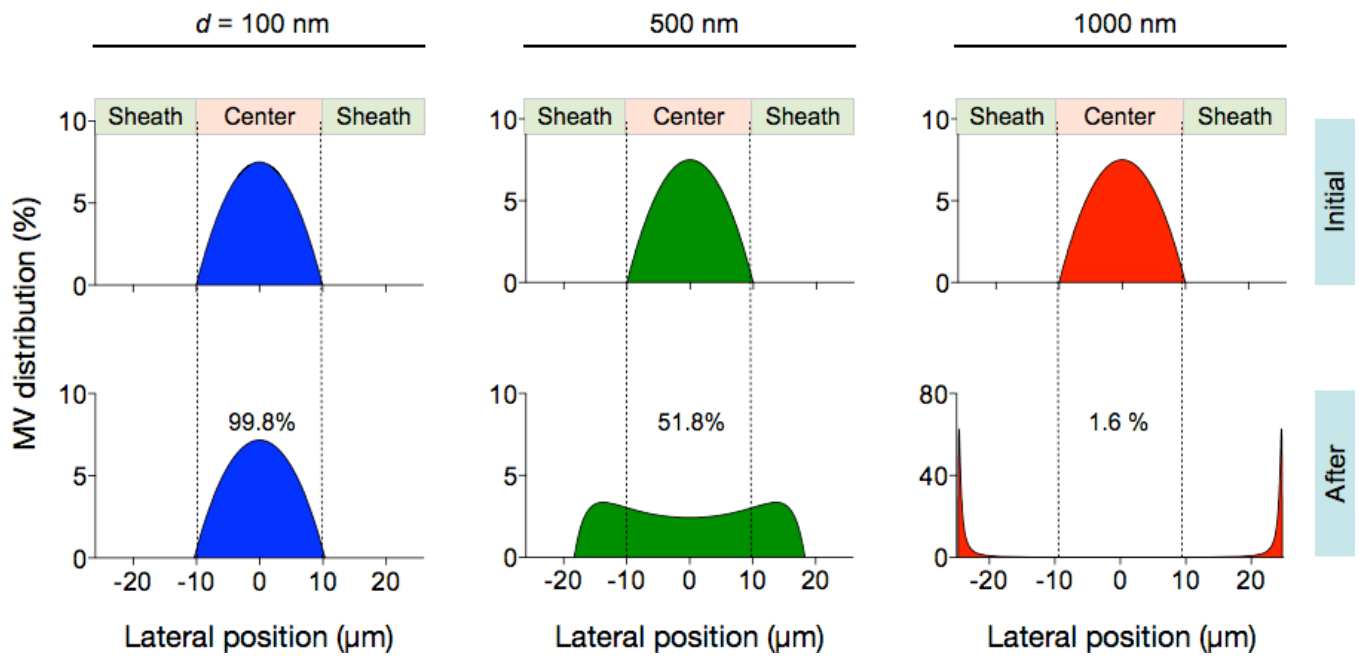 d = 100 nm
500 nm
1000 nm
Sheath Center Sheath
Sheath Center Sheath
Sheath Center Sheath
10
5
0
10
5
0
10
5
0
Initial
MV distribution (%)
99.8%
51.8%
1.6 %
10
5
0
10
5
0
80
40
0
After
-20 -10 0 10 20
-20 -10 0 10 20
-20 -10 0 10 20
Lateral position (µm)
Lateral position (µm)
Lateral position (µm)